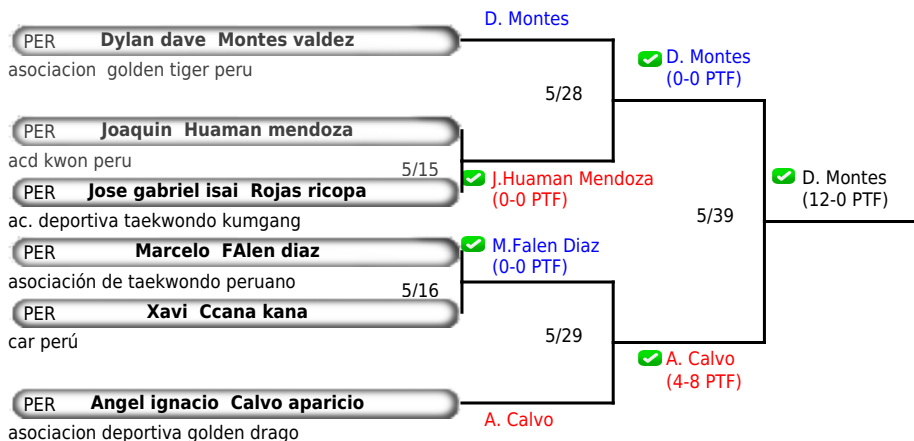 D. Montes
PER Dylan dave Montes valdez
asociacion golden tiger peru
D. Montes
(0-0 PTF)
5/28
PER Joaquin Huaman mendoza
acd kwon peru
5/15
J.Huaman Mendoza
(0-0 PTF)
PER Jose gabriel isai Rojas ricopa
ac. deportiva taekwondo kumgang
D. Montes
(12-0 PTF)
5/39
PER Marcelo FAlen diaz
asociación de taekwondo peruano
M.Falen Diaz
(0-0 PTF)
5/16
PER Xavi Ccana kana
car perú
5/29
A. Calvo
(4-8 PTF)
PER Angel ignacio Calvo aparicio
asociacion deportiva golden drago
A. Calvo